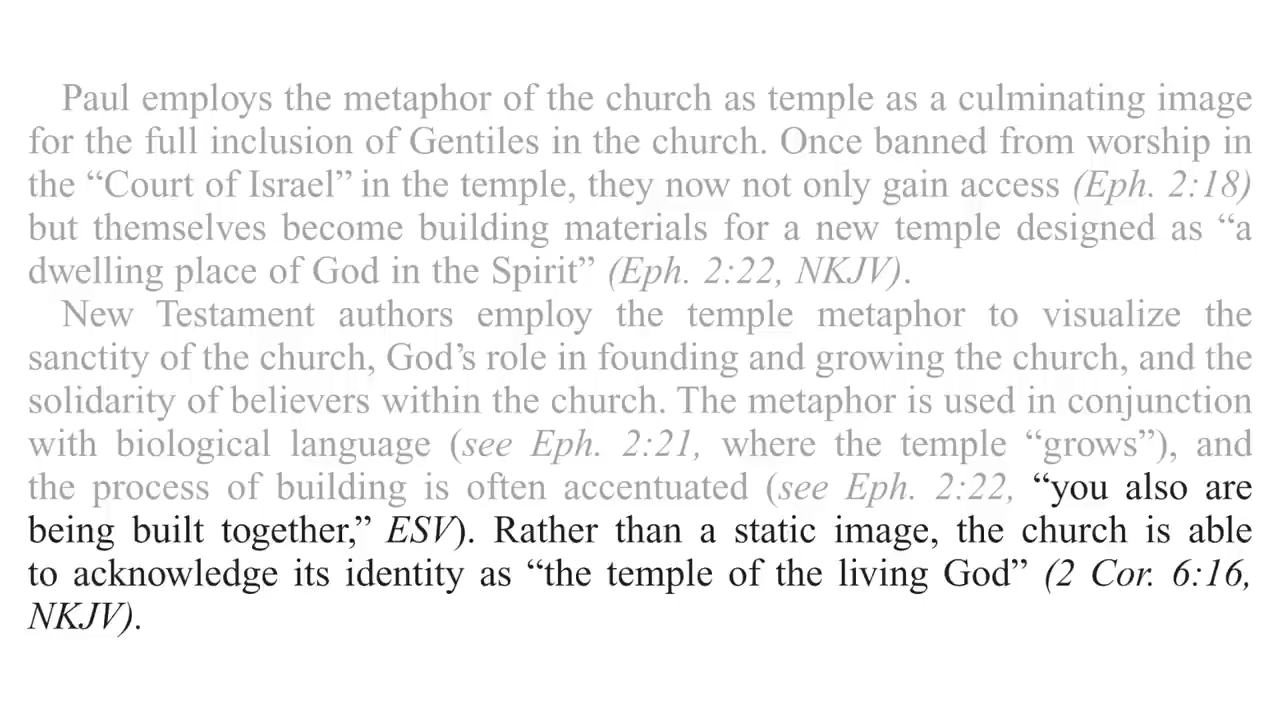 Paul employs the metaphor of the church as temple as a culminating image
for the full inclusion of Gentiles in the church. Once banned from worship in
the “Court of Israel” in the temple, they now not only gain access (Eph. 2:18)
but themselves become building materials for a new temple designed as “a
dwelling place of God in the Spirit” (Eph. 2:22, NKJV).
New Testament authors employ the temple metaphor to visualize the
sanctity of the church, God’s role in founding and growing the church, and the
solidarity of believers within the church. The metaphor is used in conjunction
with biological language (see Eph. 2:21, where the temple “grows”), and
the process of building is often accentuated (see Eph. 2:22, “you also are
being built together,” ESV). Rather than a static image, the church is able
to acknowledge its identity as “the temple of the living God” (2 Cor. 6:16,
NKJV).